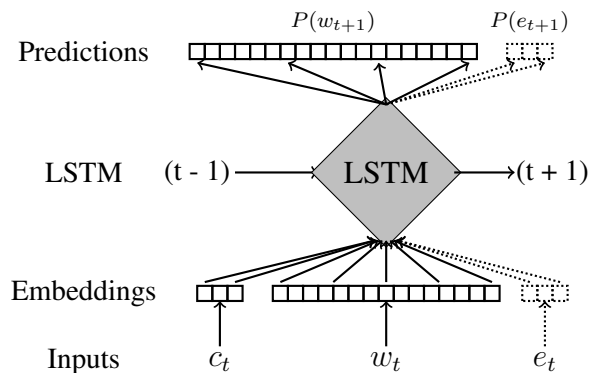 P(w_{t+1}) P(e_{t+1})
Predictions
LSTM (t - 1) LSTM (t + 1)
Embeddings
Inputs c_t w_t e_t